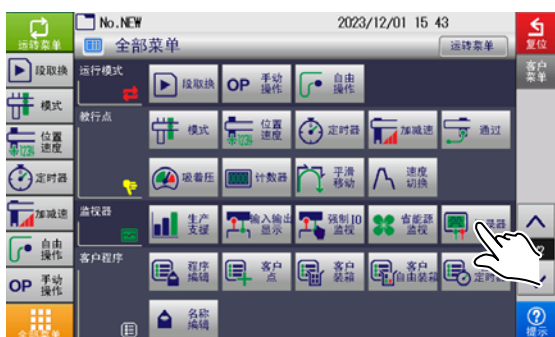 No.NEW
2023/12/01 15 43
运转菜单
全部菜单
运转菜单
复位
客户
菜单
段取换
模式
位置
速度
定时器
加减速
自由
操作
OP 手动
操作
全部菜单
运行模式
段取换
OP 手动
操作
自由
操作
教行点
模式
位置
速度
定时器
加减速
通过
吸着压
计数器
平滑
移动
速度
切换
监视器
生产
支援
输入输出
显示
强制IO
监视
省能源
监视
录器
客户程序
程序
编辑
客户
点
客户
装箱
客户
自由装箱
定时器
名称
编辑
提示